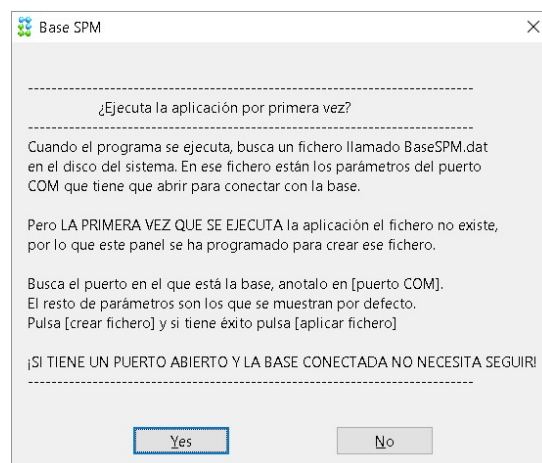 Base SPM
---------------------------------------------------------------------------
¿Ejecuta la aplicación por primera vez?
---------------------------------------------------------------------------
Cuando el programa se ejecuta, busca un fichero llamado BaseSPM.dat
en el disco del sistema. En ese fichero están los parámetros del puerto
COM que tiene que abrir para conectar con la base.
Pero LA PRIMERA VEZ QUE SE EJECUTA la aplicación el fichero no existe,
por lo que este panel se ha programado para crear ese fichero.
Busca el puerto en el que está la base, anotalo en [puerto COM].
El resto de parámetros son los que se muestran por defecto.
Pulsa [crear fichero] y si tiene éxito pulsa [aplicar fichero]
¡SI TIENE UN PUERTO ABIERTO Y LA BASE CONECTADA NO NECESITA SEGUIR!
---------------------------------------------------------------------------
Yes No